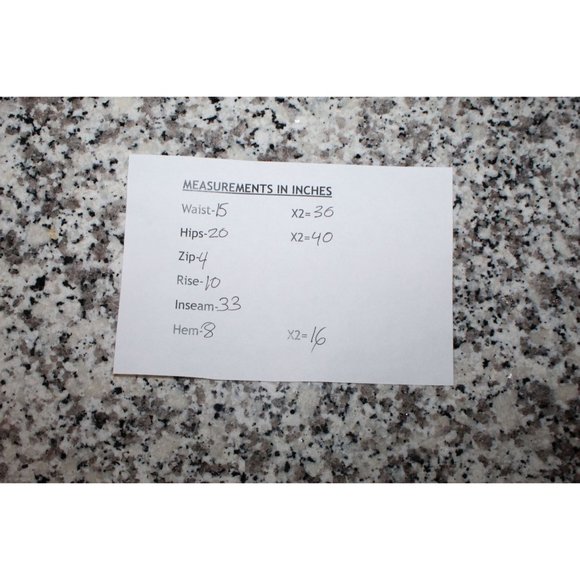 MEASUREMENTS IN INCHES
Waist-15 X2=30
Hips-20 X2=40
Zip-4
Rise-10
Inseam-33
Hem-8 X2=16